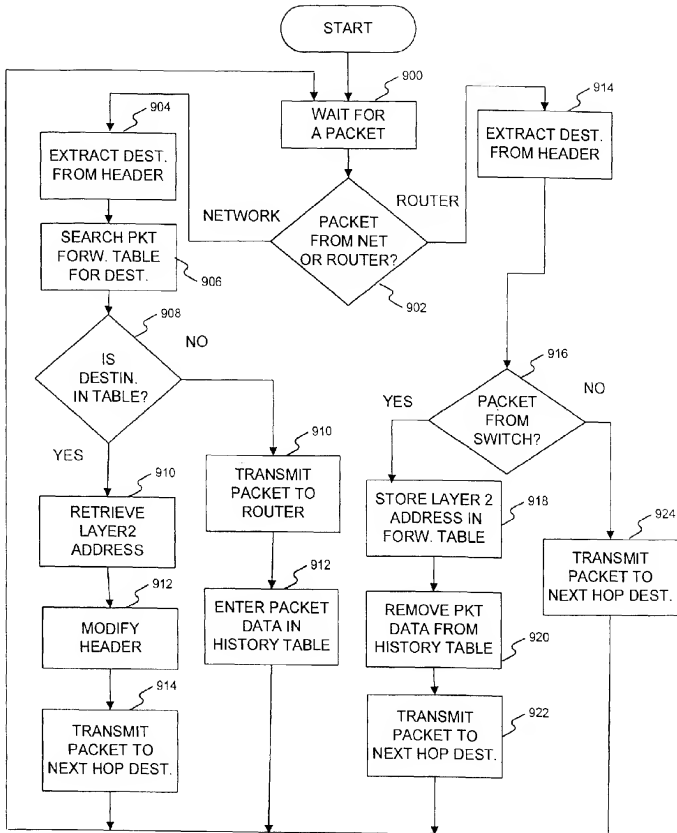 START
900
WAIT FOR
A PACKET
904
EXTRACT DEST.
FROM HEADER
914
EXTRACT DEST.
FROM HEADER
NETWORK
ROUTER
PACKET
FROM NET
OR ROUTER?
902
SEARCH PKT
FORW. TABLE
FOR DEST.
906
908
IS
DESTIN.
IN TABLE?
NO
YES
916
PACKET
FROM
SWITCH?
YES
NO
910
RETRIEVE
LAYER2
ADDRESS
910
TRANSMIT
PACKET TO
ROUTER
STORE LAYER 2
ADDRESS IN
FORW. TABLE
918
924
TRANSMIT
PACKET TO
NEXT HOP DEST.
912
MODIFY
HEADER
912
ENTER PACKET
DATA IN
HISTORY TABLE
REMOVE PKT
DATA FROM
HISTORY TABLE
920
914
TRANSMIT
PACKET TO
NEXT HOP DEST.
TRANSMIT
PACKET TO
NEXT HOP DEST.
922